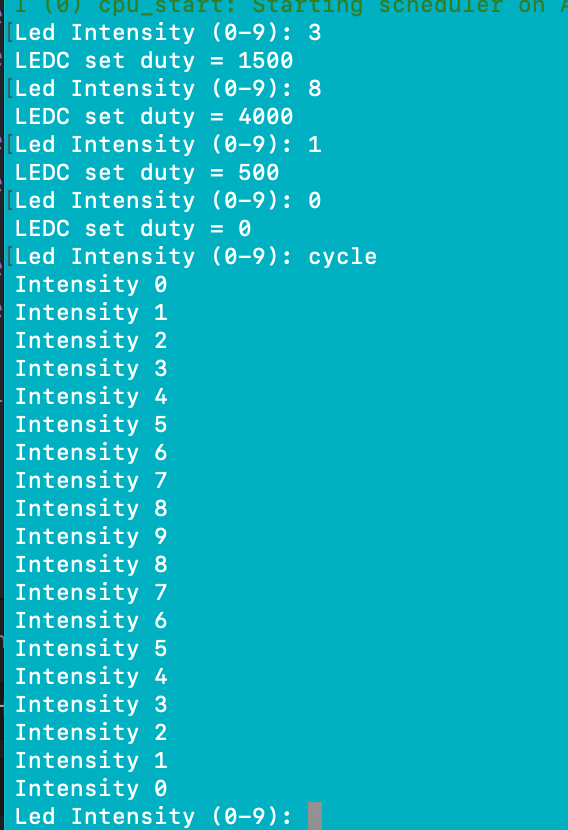 I (0) cpu_start: Starting scheduler on
[Led Intensity (0-9): 3
LEDC set duty = 1500
[Led Intensity (0-9): 8
LEDC set duty = 4000
[Led Intensity (0-9): 1
LEDC set duty = 500
[Led Intensity (0-9): 0
LEDC set duty = 0
[Led Intensity (0-9): cycle
Intensity 0
Intensity 1
Intensity 2
Intensity 3
Intensity 4
Intensity 5
Intensity 6
Intensity 7
Intensity 8
Intensity 9
Intensity 8
Intensity 7
Intensity 6
Intensity 5
Intensity 4
Intensity 3
Intensity 2
Intensity 1
Intensity 0
Led Intensity (0-9):